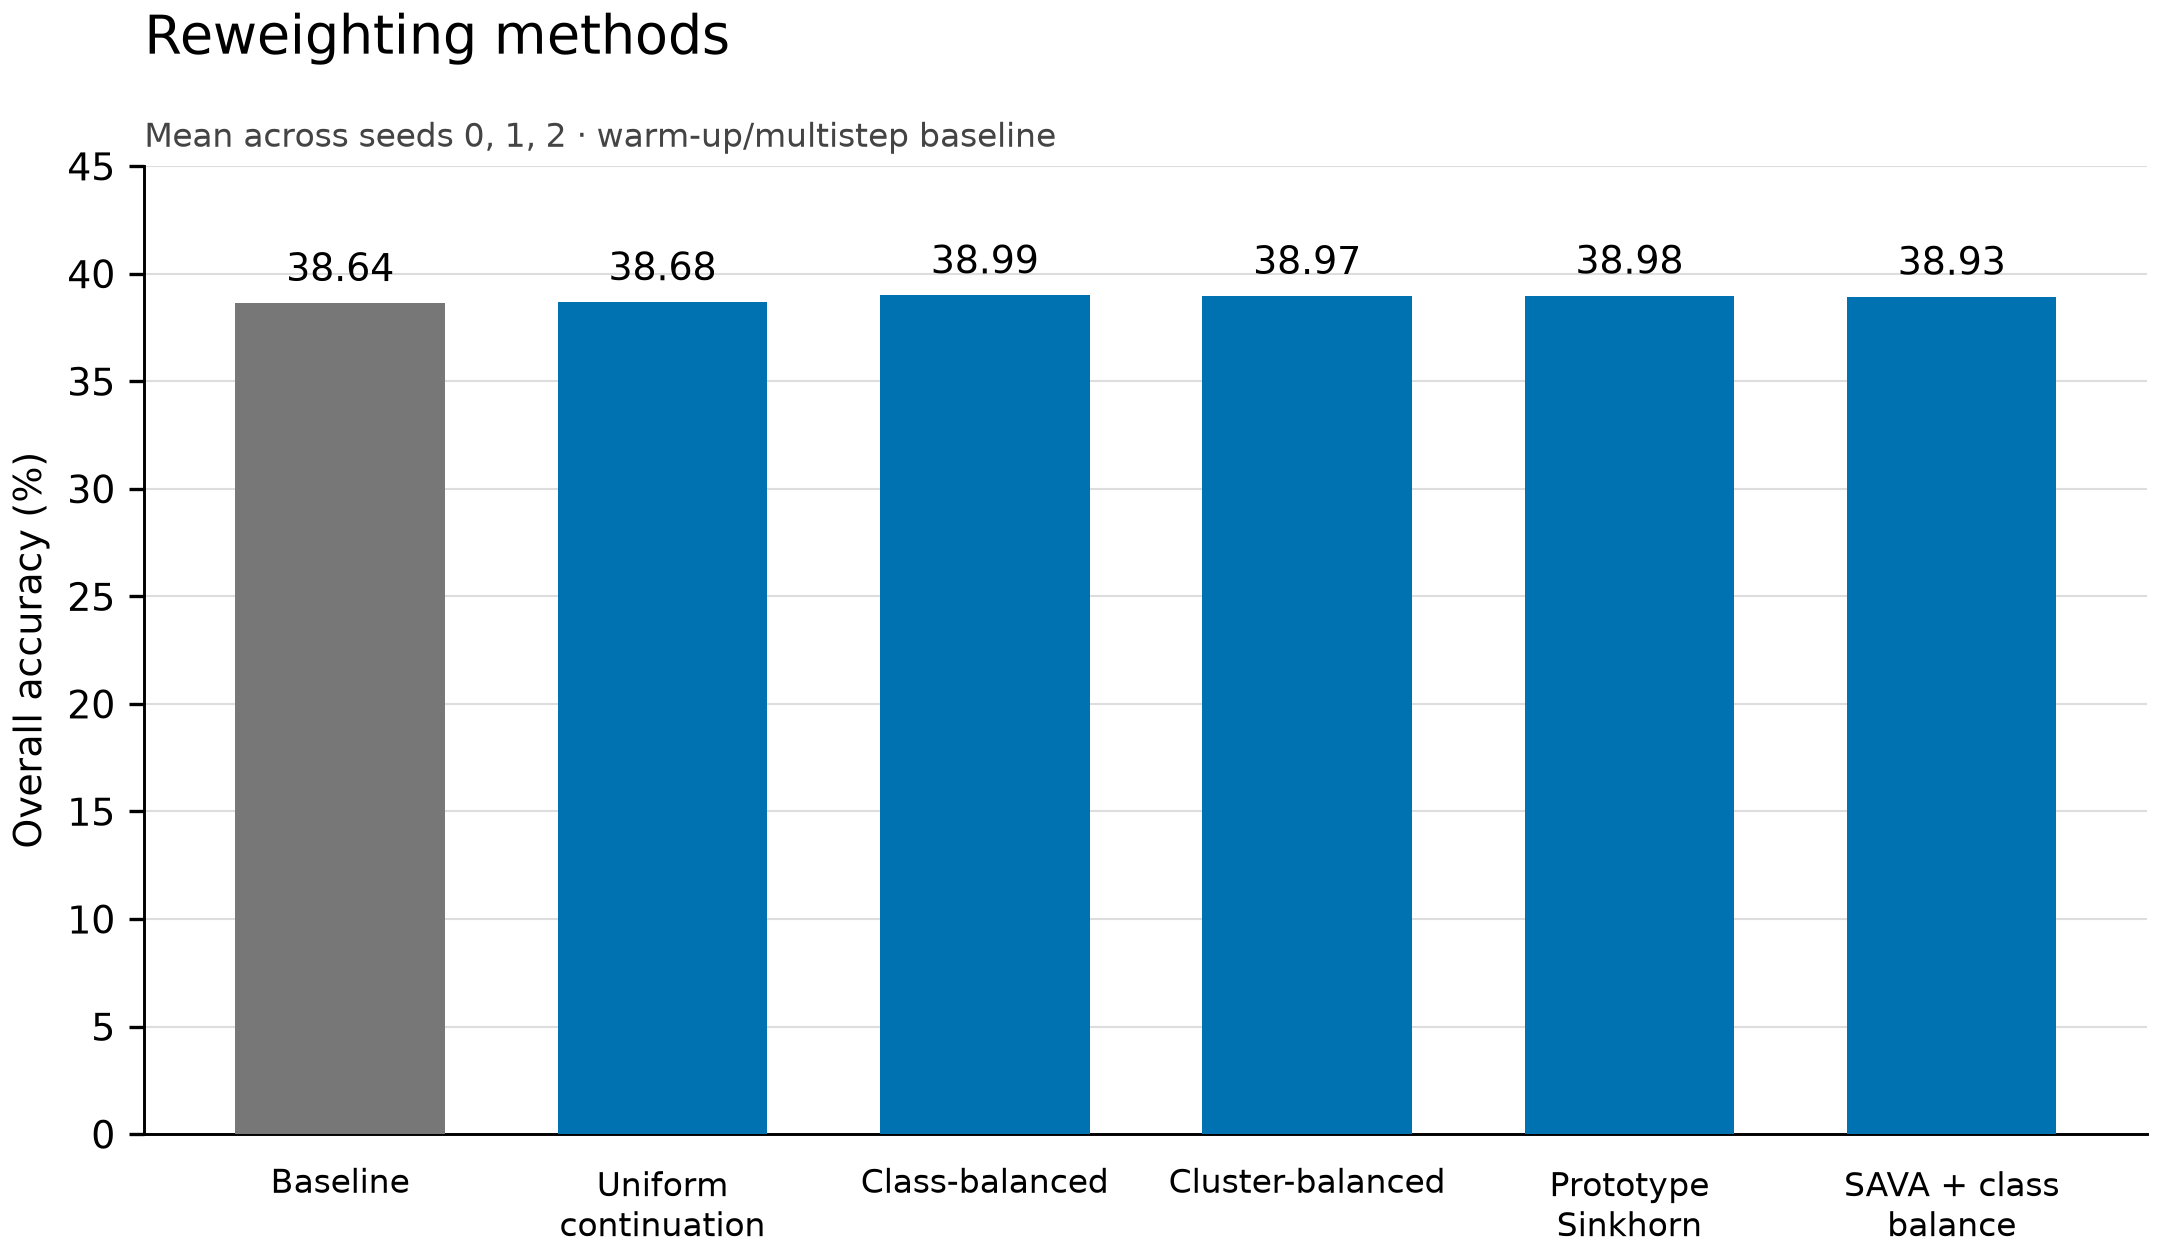 Reweighting methods
Mean across seeds 0, 1, 2 · warm-up/multistep baseline
Overall accuracy (%)
45
40
35
30
25
20
15
10
5
0
38.64
38.68
38.99
38.97
38.98
38.93
Baseline
Uniform
continuation
Class-balanced
Cluster-balanced
Prototype
Sinkhorn
SAVA + class
balance